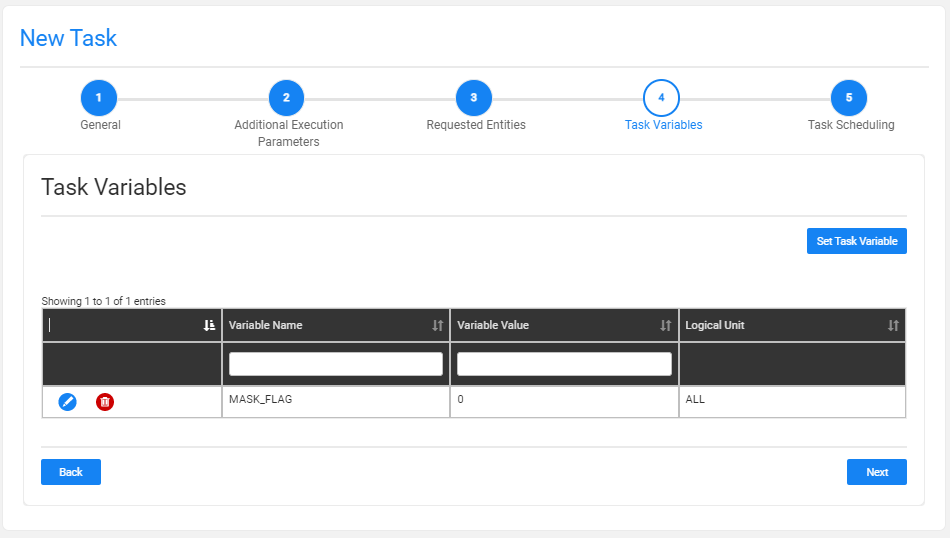 New Task
1
2
3
4
5
General
Additional Execution
Parameters
Requested Entities
Task Variables
Task Scheduling
Task Variables
Set Task Variable
Showing 1 to 1 of 1 entries
Variable Name
Variable Value
Logical Unit
MASK_FLAG
0
ALL
Back
Next